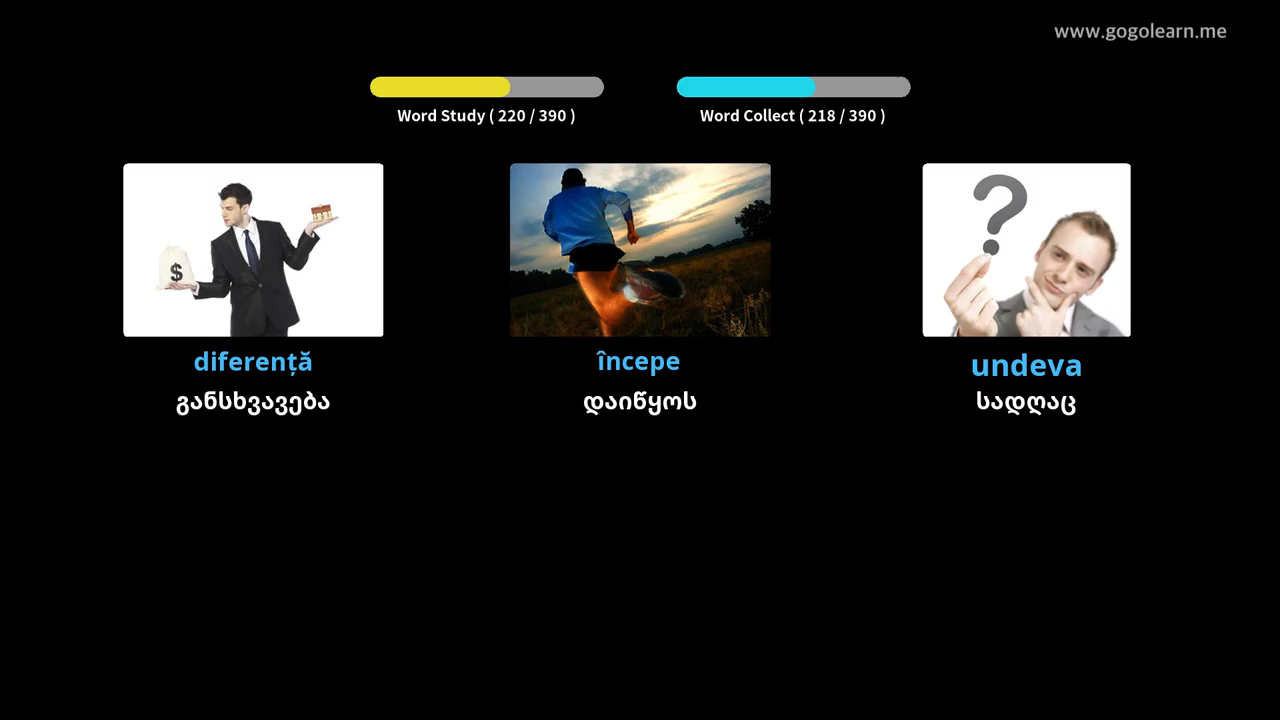 www.gogolearn.me
Word Study ( 220 / 390 )
Word Collect ( 218 / 390 )
$
?
diferență
începe
undeva
განსხვავება
დაიწყოს
სადღაც